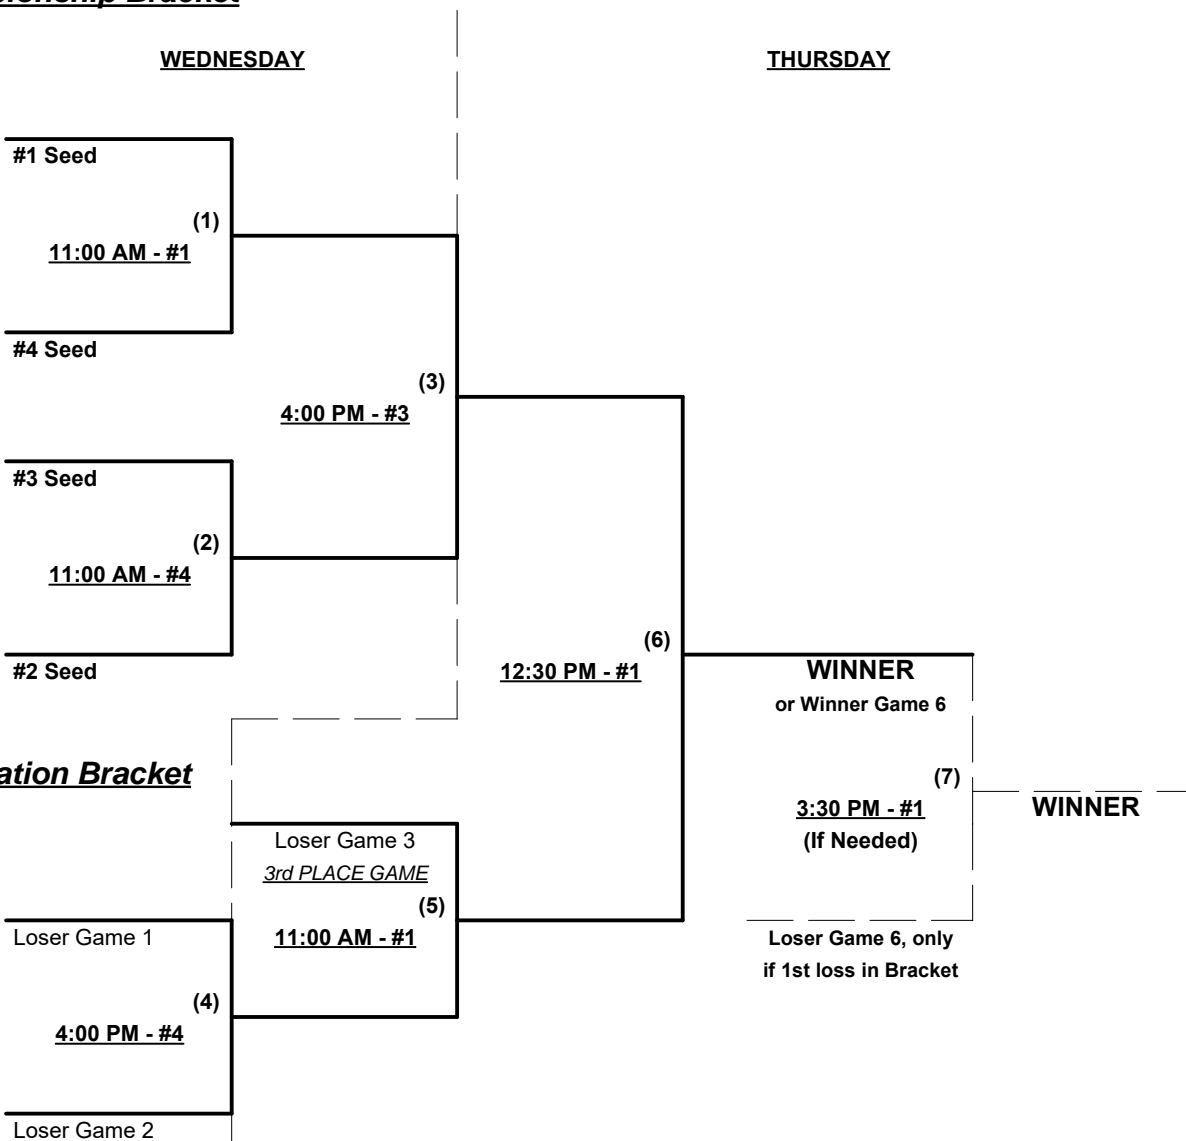 Bracket
WEDNESDAY
THURSDAY
#1 Seed
(1)
11:00 AM - #1
#4 Seed
(3)
4:00 PM - #3
#3 Seed
(2)
11:00 AM - #4
#2 Seed
(6)
12:30 PM - #1
WINNER
or Winner Game 6
Bracket
(7)
3:30 PM - #1
WINNER
(If Needed)
Loser Game 3
3rd PLACE GAME
(5)
11:00 AM - #1
Loser Game 1
Loser Game 6, only
if 1st loss in Bracket
(4)
4:00 PM - #4
Loser Game 2